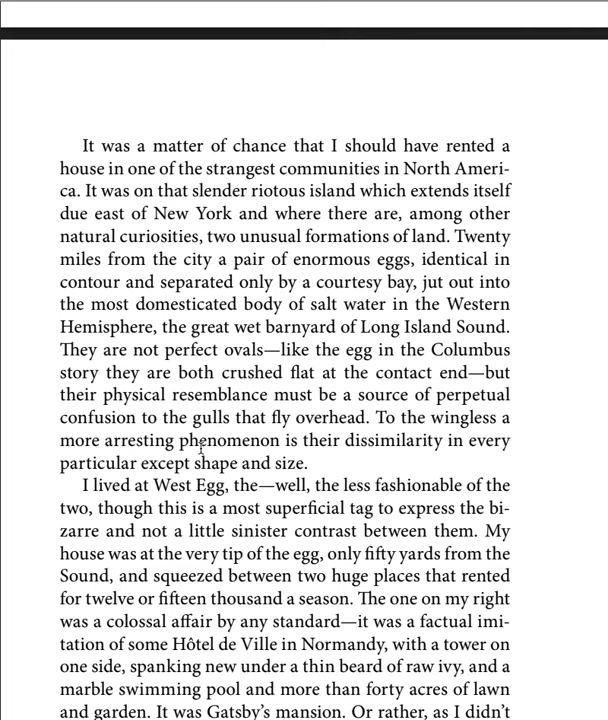 It was a matter of chance that I should have rented a
house in one of the strangest communities in North Ameri-
ca. It was on that slender riotous island which extends itself
due east of New York and where there are, among other
natural curiosities, two unusual formations of land. Twenty
miles from the city a pair of enormous eggs, identical in
contour and separated only by a courtesy bay, jut out into
the most domesticated body of salt water in the Western
Hemisphere, the great wet barnyard of Long Island Sound.
They are not perfect ovals—like the egg in the Columbus
story they are both crushed flat at the contact end—but
their physical resemblance must be a source of perpetual
confusion to the gulls that fly overhead. To the wingless a
more arresting phenomenon is their dissimilarity in every
particular except shape and size.
I lived at West Egg, the—well, the less fashionable of the
two, though this is a most superficial tag to express the bi-
zarre and not a little sinister contrast between them. My
house was at the very tip of the egg, only fifty yards from the
Sound, and squeezed between two huge places that rented
for twelve or fifteen thousand a season. The one on my right
was a colossal affair by any standard—it was a factual imi-
tation of some Hôtel de Ville in Normandy, with a tower on
one side, spanking new under a thin beard of raw ivy, and a
marble swimming pool and more than forty acres of lawn
and garden. It was Gatsby’s mansion. Or rather, as I didn’t